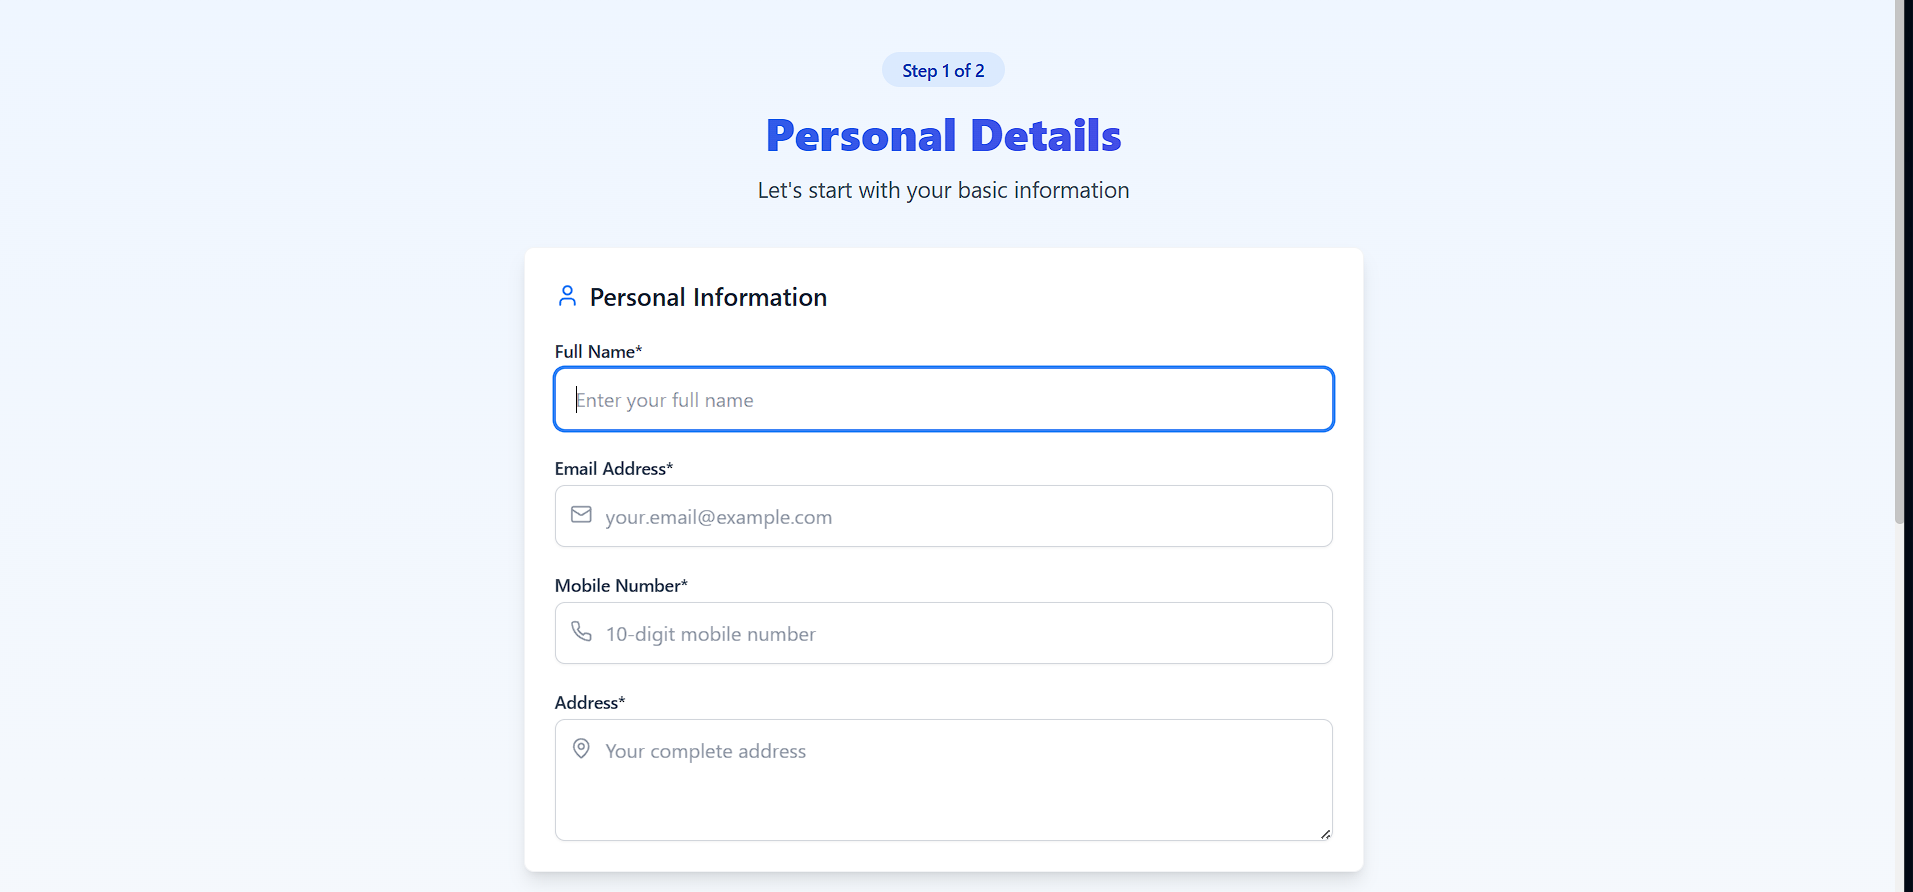 Step 1 of 2
Personal Details
Let's start with your basic information
Personal Information
Full Name*
Enter your full name
Email Address*
your.email@example.com
Mobile Number*
10-digit mobile number
Address*
Your complete address